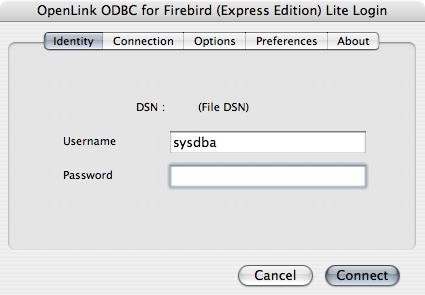 OpenLink ODBC for Firebird (Express Edition) Lite Login
Identity Connection Options Preferences About
DSN : (File DSN)
Username sysdba
Password
Cancel Connect